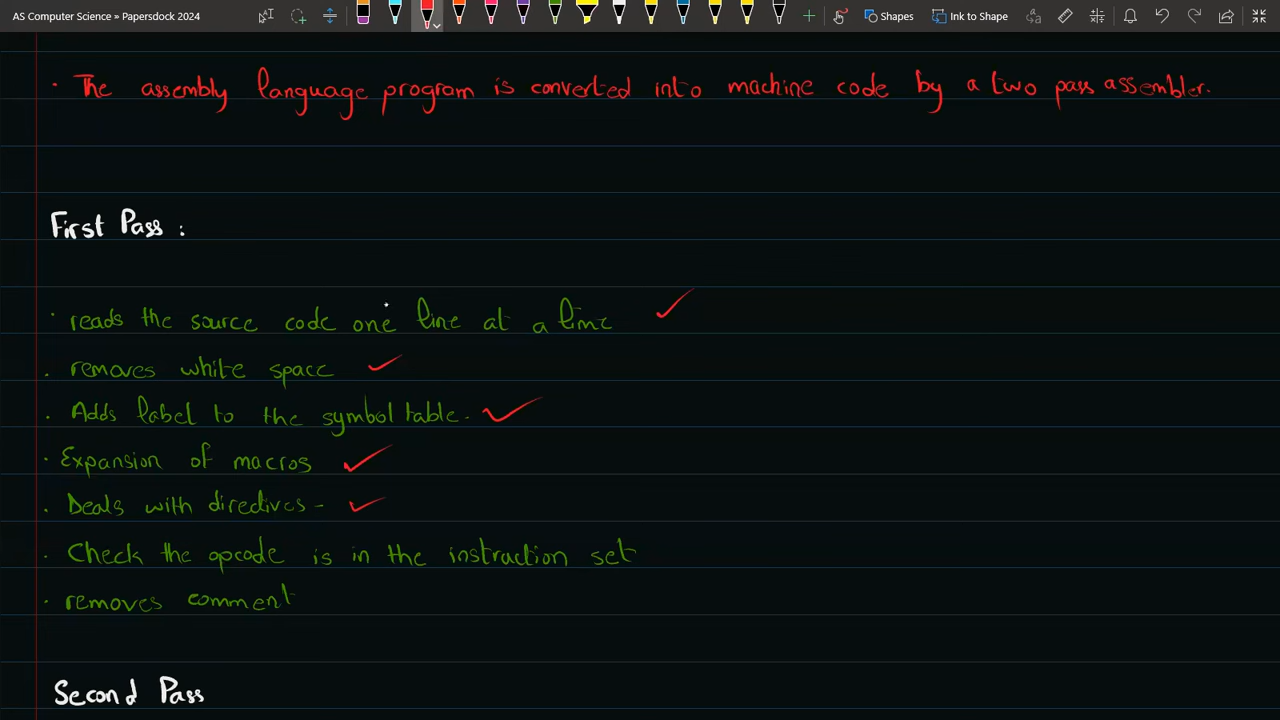 AS Computer Science » Papersdock 2024
Shapes
Ink to Shape
· The assembly language program is converted into machine code by a two pass assembler.
First Pass :
· reads the source code one line at a time
. removes white space
. Adds label to the symbol table.
· Expansion of macros
. Deals with directives -
· Check the opcode is in the instruction set
· removes comment
Second Pass